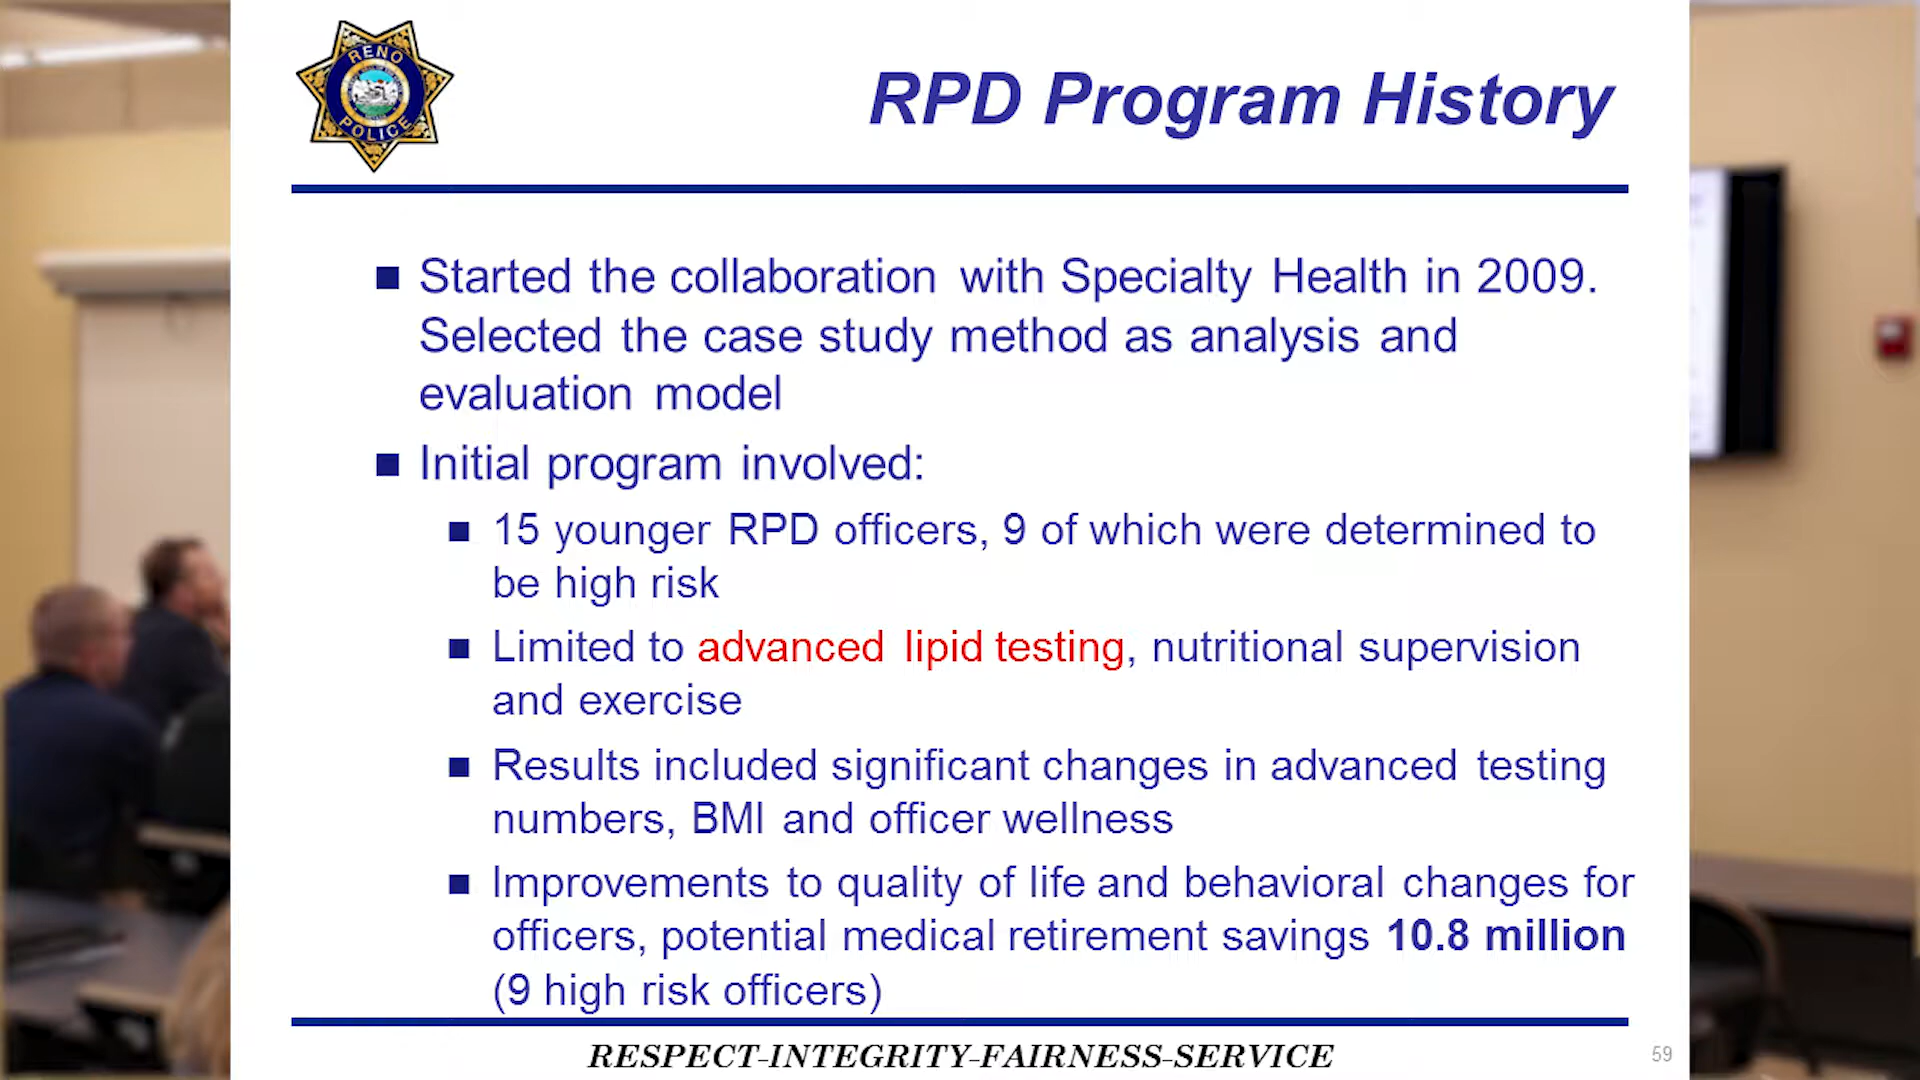 RENO
POLICE
RPD Program History
Started the collaboration with Specialty Health in 2009.
Selected the case study method as analysis and
evaluation model
Initial program involved:
15 younger RPD officers, 9 of which were determined to
be high risk
Limited to advanced lipid testing, nutritional supervision
and exercise
Results included significant changes in advanced testing
numbers, BMI and officer wellness
Improvements to quality of life and behavioral changes for
officers, potential medical retirement savings 10.8 million
(9 high risk officers)
RESPECT-INTEGRITY-FAIRNESS-SERVICE
59